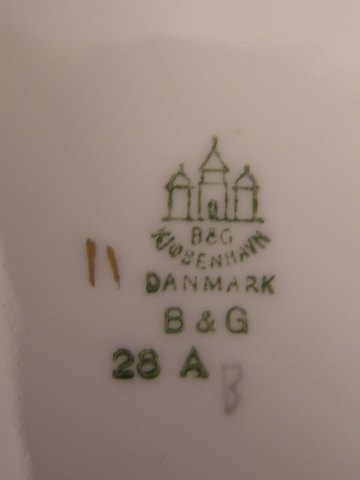 B&G
KJØBENHAVN
DANMARK
B & G
28 A
B